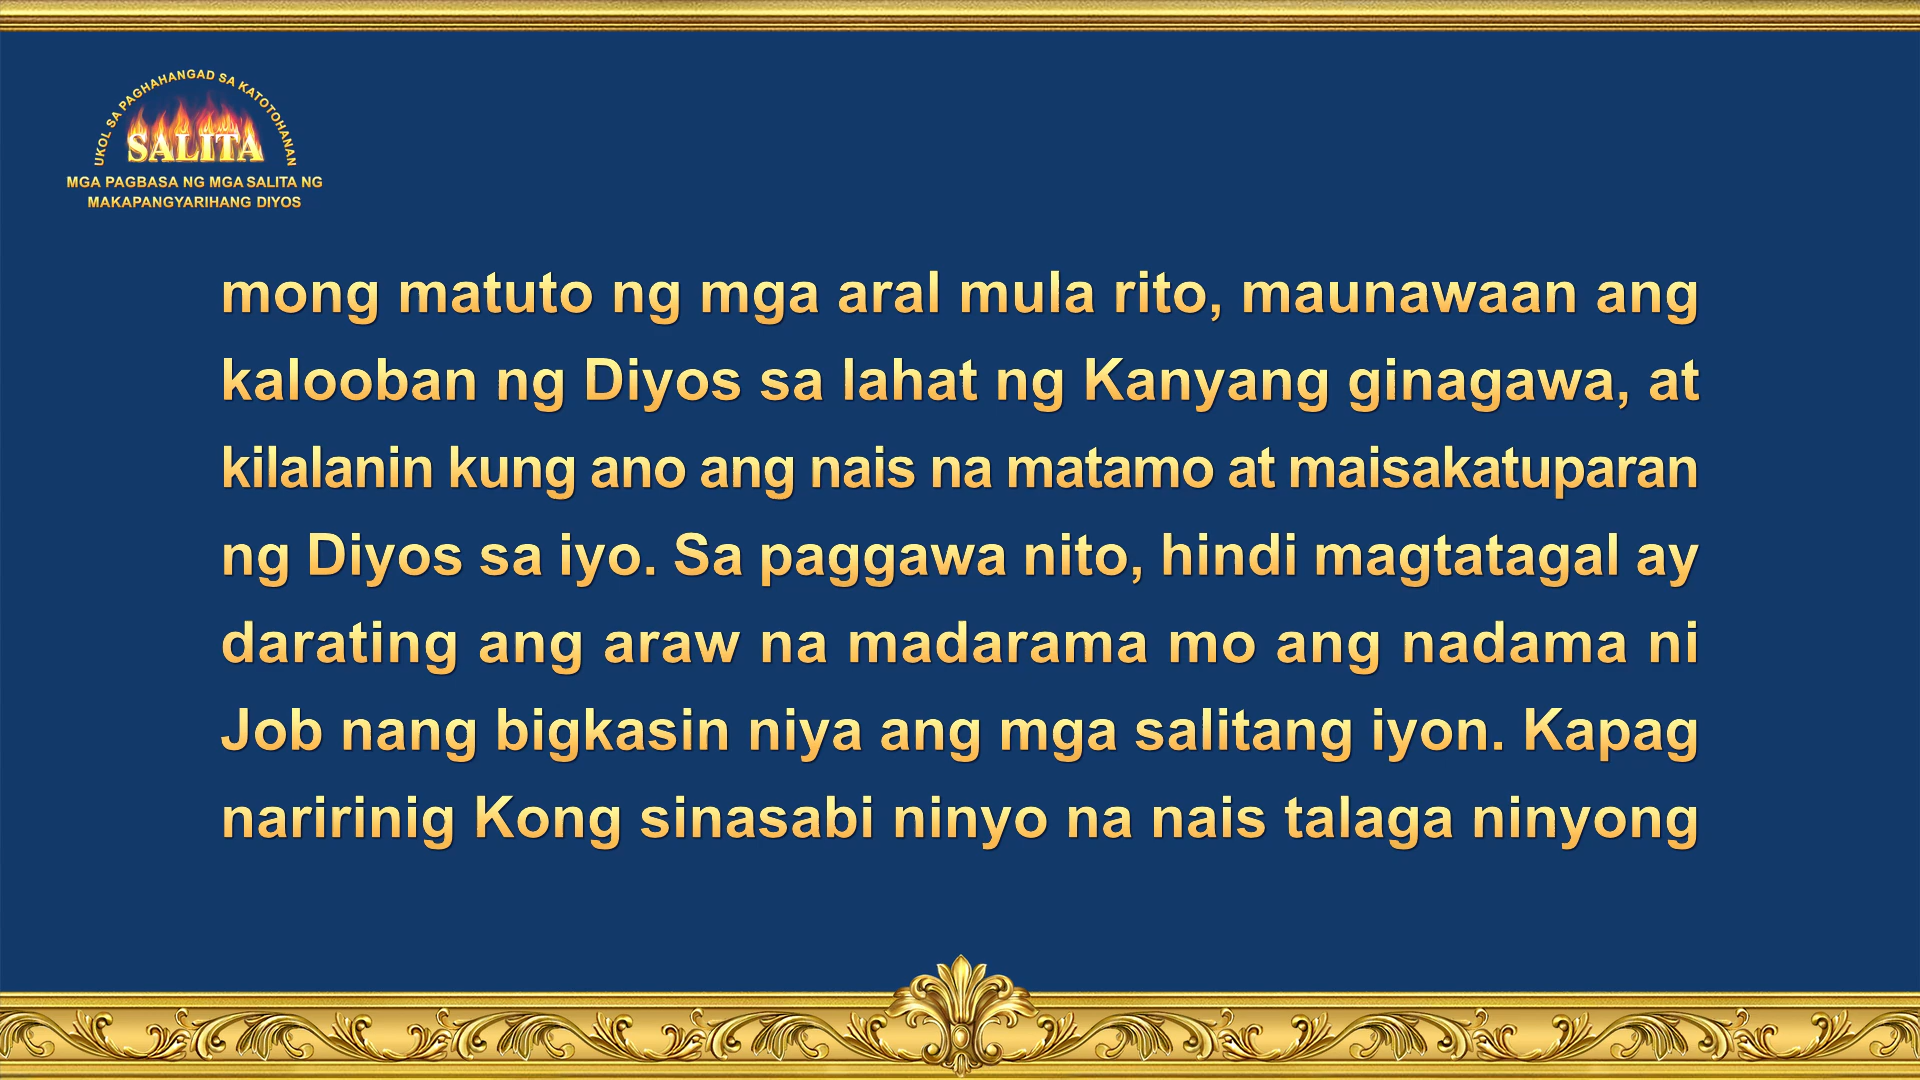 UKOL SA PAGHAHANGAD SA KATOTOHANAN
SALITA
MGA PAGBASA NG MGA SALITA NG
MAKAPANGYARIHANG DIYOS
mong matuto ng mga aral mula rito, maunawaan ang
kalooban ng Diyos sa lahat ng Kanyang ginagawa, at
kilalanin kung ano ang nais na matamo at maisakatuparan
ng Diyos sa iyo. Sa paggawa nito, hindi magtatagal ay
darating ang araw na madarama mo ang nadama ni
Job nang bigkasin niya ang mga salitang iyon. Kapag
naririnig Kong sinasabi ninyo na nais talaga ninyong